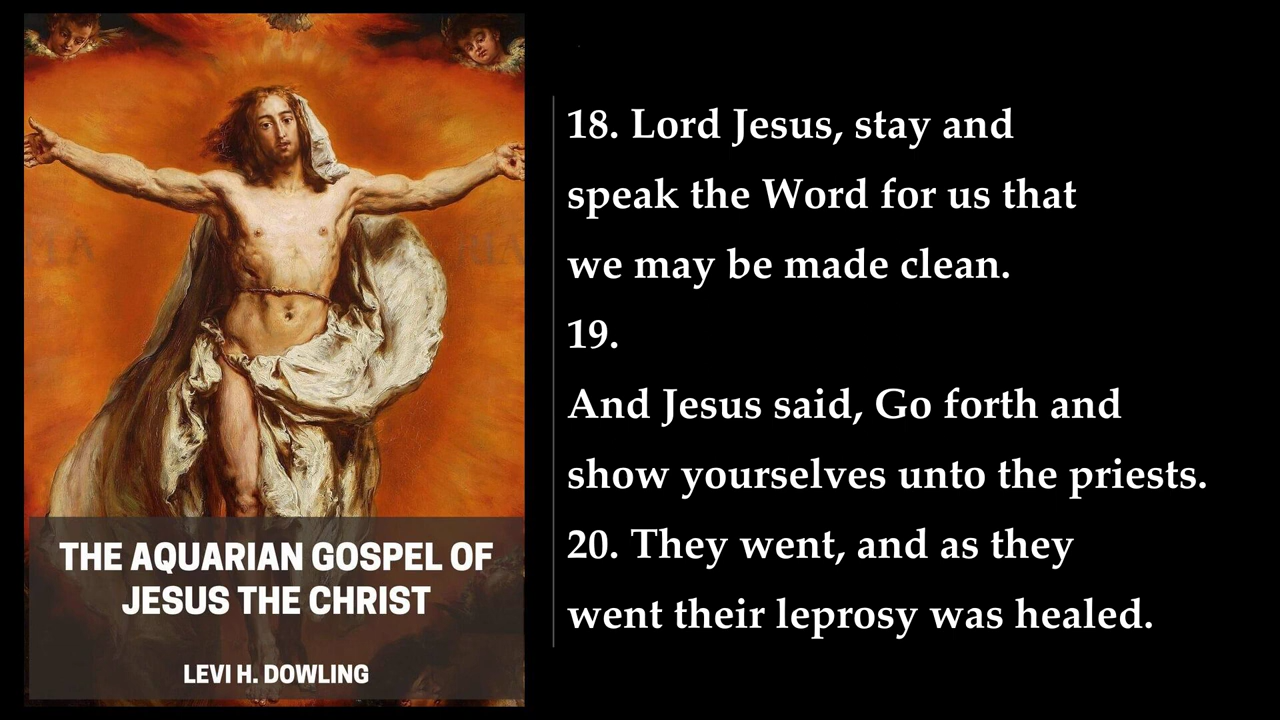 THE AQUARIAN GOSPEL OF
JESUS THE CHRIST
LEVI H. DOWLING
18. Lord Jesus, stay and
speak the Word for us that
we may be made clean.
19.
And Jesus said, Go forth and
show yourselves unto the priests.
20. They went, and as they
went their leprosy was healed.